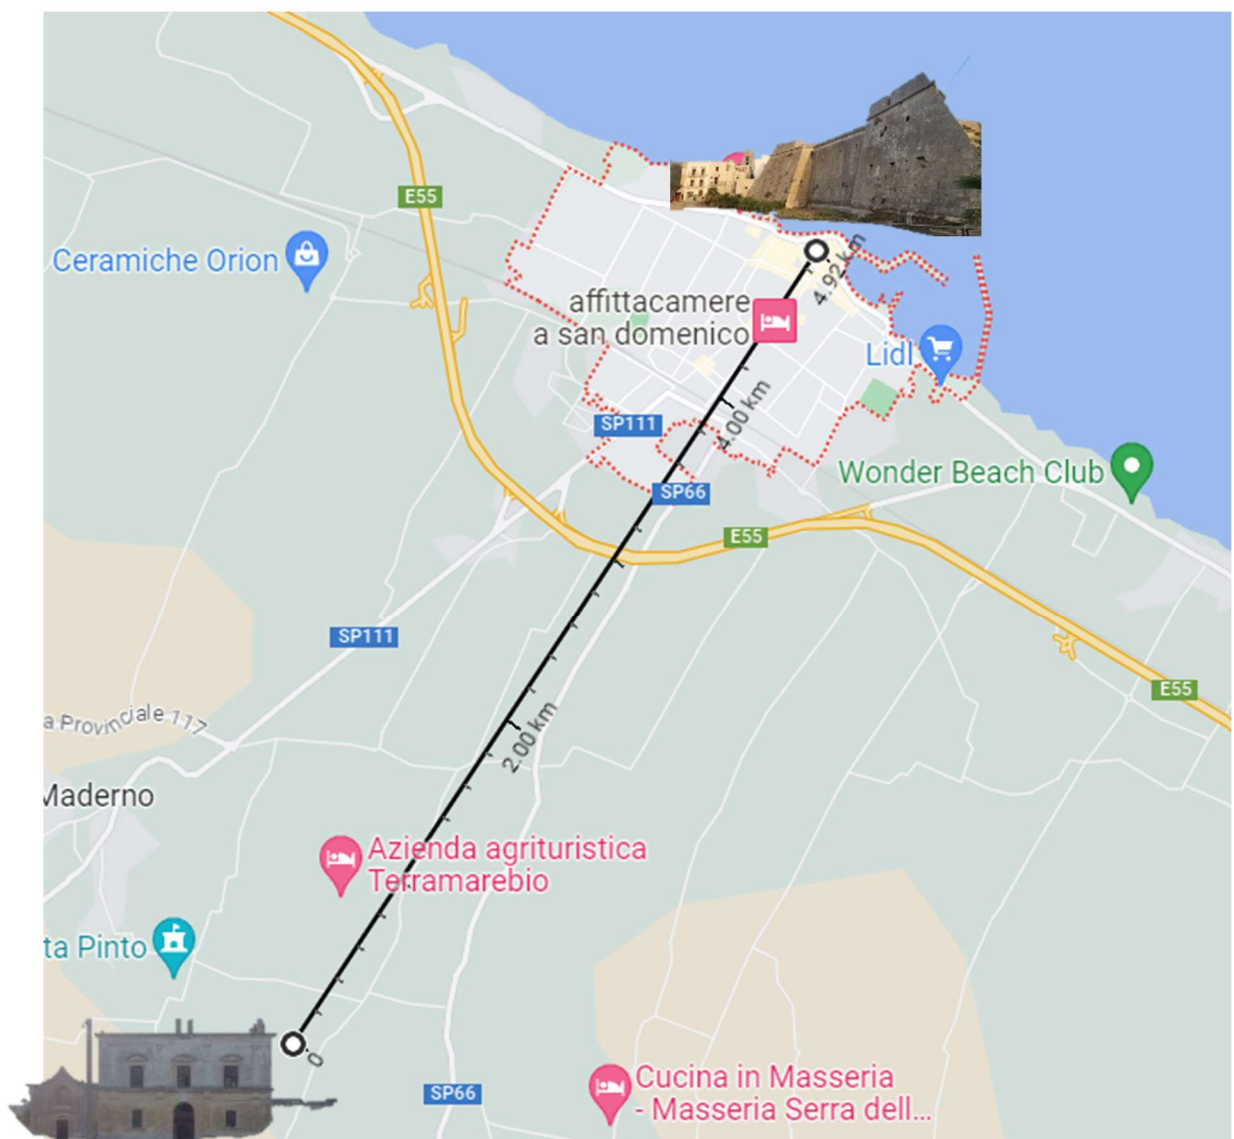 E55
Ceramiche Orion
4.92 km
affittacamere
a san domenico
Lidl
4.00 km
SP111
Wonder Beach Club
SP66
E55
SP111
E55
a Provinciale 117
2.00 km
Maderno
Azienda agrituristica
Terramarebio
ta Pinto
0
Cucina in Masseria
- Masseria Serra dell...
SP66